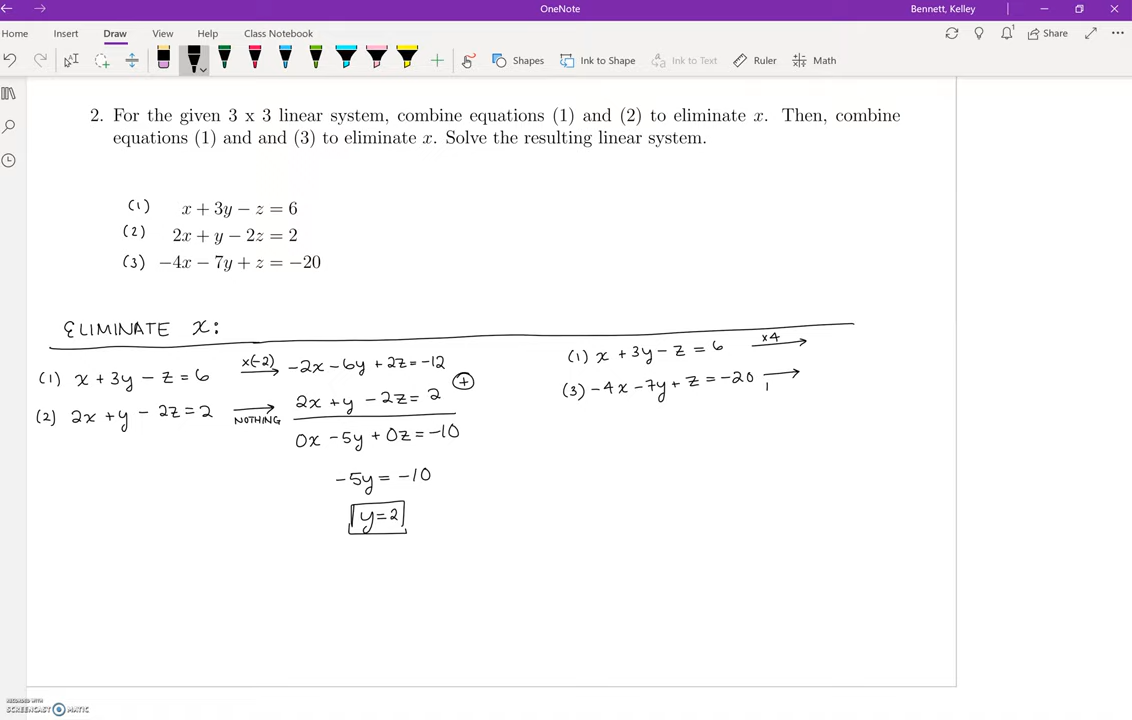 OneNote
Bennett, Kelley
Home Insert Draw View Help Class Notebook
1 Share
Shapes Ink to Shape Ink to Text Ruler Math
2. For the given 3 x 3 linear system, combine equations (1) and (2) to eliminate x. Then, combine
equations (1) and and (3) to eliminate x. Solve the resulting linear system.
(1) x + 3y − z = 6
(2) 2x + y − 2z = 2
(3) −4x − 7y + z = −20
ELIMINATE x:
(1) x + 3y − z = 6 x(-2) → -2x - 6y + 2z = -12
(2) 2x + y - 2z = 2 → NOTHING 2x + y - 2z = 2 (+)
0x - 5y + 0z = -10
-5y = -10
y = 2
(1) x + 3y - z = 6 x4 →
(3) -4x - 7y + z = -20 →
RECORDED WITH
SCREENCAST MATIC